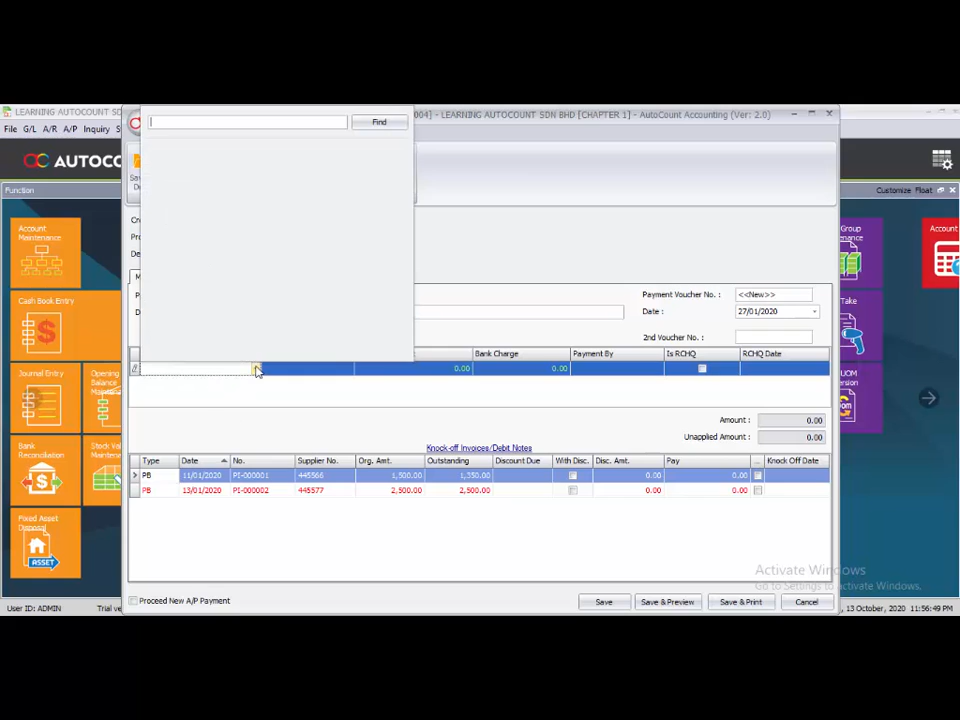 LEARNING AUTOCOUNT SD
004] - LEARNING AUTOCOUNT SDN BHD [CHAPTER 1] - AutoCount Accounting (Ver: 2.0)
Find
File G/L A/R A/P Inquiry
AUTOCO
Function
Customize Float
Account Maintenance
Group
Account
Cash Book Entry
Take
Payment Voucher No. :
<<New>>
Date :
27/01/2020
2nd Voucher No. :
Bank Charge
Payment By
Is RCHQ
RCHQ Date
0.00
0.00
Journal Entry
Opening Balance
UOM
Amount :
0.00
Unapplied Amount :
0.00
Bank Reconciliation
Stock Val
Knock-off Invoices/Debit Notes
Type Date No. Supplier No. Org. Amt. Outstanding Discount Due With Disc. Disc. Amt. Pay ... Knock Off Date
PB 11/01/2020 PI-000001 445566 1,500.00 1,350.00 0.00 0.00
PB 13/01/2020 PI-000002 445577 2,500.00 2,500.00 0.00 0.00
Fixed Asset Disposal
ASSET
Activate Windows
Go to Settings to activate Windows.
Proceed New A/P Payment
Save
Save & Preview
Save & Print
Cancel
User ID: ADMIN
Trial ve
, 13 October, 2020
11:56:49 PM